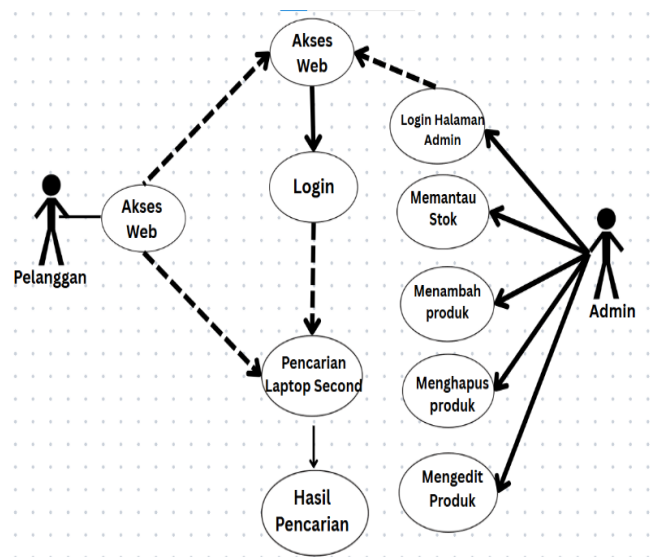 Akses
Web
Login Halaman
Admin
Login
Memantau
Stok
Akses
Web
Pelanggan
Admin
Menambah
produk
Pencarian
Laptop Second
Menghapus
produk
Hasil
Pencarian
Mengedit
Produk